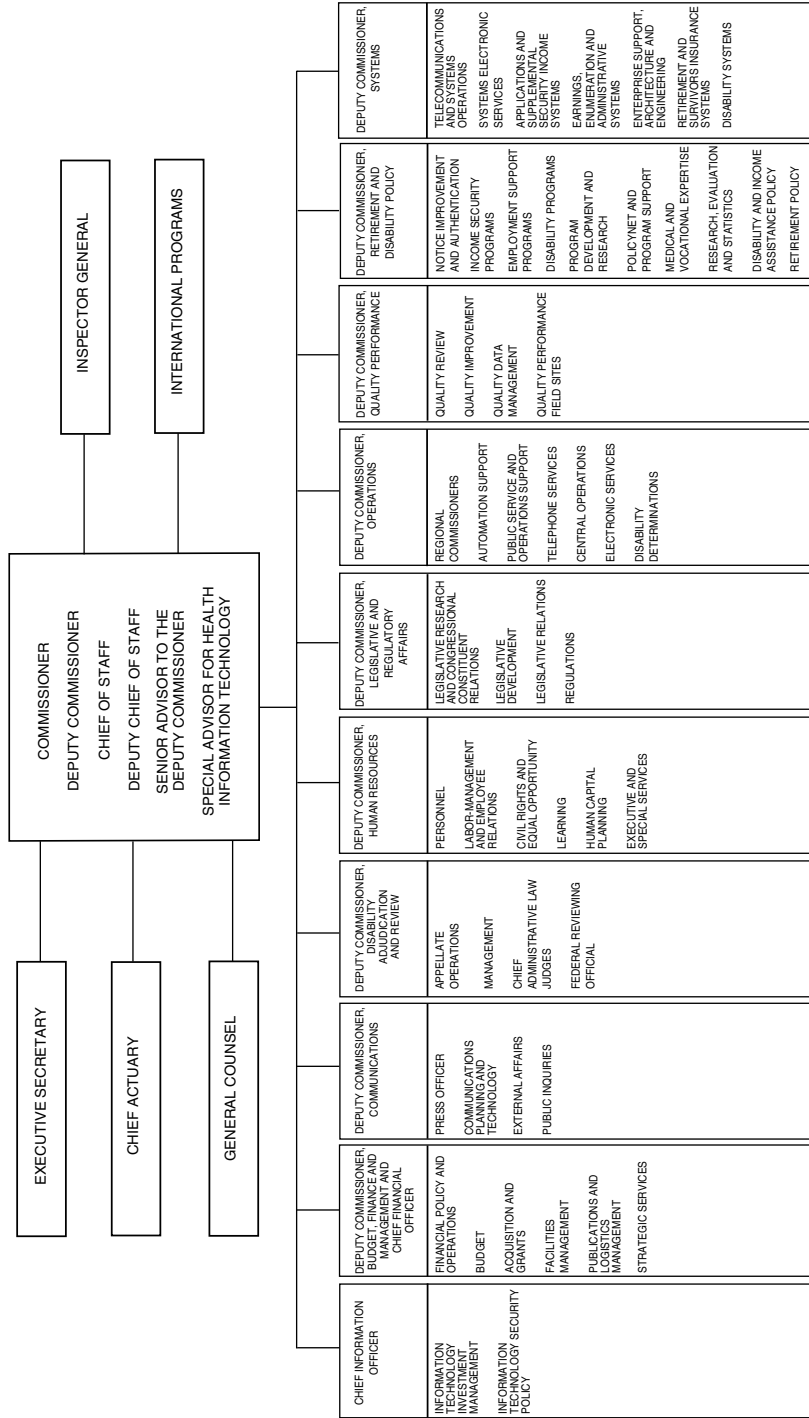 COMMISSIONER
DEPUTY COMMISSIONER
CHIEF OF STAFF
DEPUTY CHIEF OF STAFF
SENIOR ADVISOR TO THE
DEPUTY COMMISSIONER
SPECIAL ADVISOR FOR HEALTH
INFORMATION TECHNOLOGY
EXECUTIVE SECRETARY
CHIEF ACTUARY
GENERAL COUNSEL
INSPECTOR GENERAL
INTERNATIONAL PROGRAMS
CHIEF INFORMATION
OFFICER
INFORMATION
TECHNOLOGY
INVESTMENT
MANAGEMENT
INFORMATION
TECHNOLOGY SECURITY
POLICY
DEPUTY COMMISSIONER,
BUDGET, FINANCE AND
MANAGEMENT AND
CHIEF FINANCIAL
OFFICER
FINANCIAL POLICY AND
OPERATIONS
BUDGET
ACQUISITION AND
GRANTS
FACILITIES
MANAGEMENT
PUBLICATIONS AND
LOGISTICS
MANAGEMENT
STRATEGIC SERVICES
DEPUTY COMMISSIONER,
COMMUNICATIONS
PRESS OFFICER
COMMUNICATIONS
PLANNING AND
TECHNOLOGY
EXTERNAL AFFAIRS
PUBLIC INQUIRIES
DEPUTY COMMISSIONER,
DISABILITY
ADJUDICATION
AND REVIEW
APPELLATE
OPERATIONS
MANAGEMENT
CHIEF
ADMINISTRATIVE LAW
JUDGES
FEDERAL REVIEWING
OFFICIAL
DEPUTY COMMISSIONER,
HUMAN RESOURCES
PERSONNEL
LABOR-MANAGEMENT
AND EMPLOYEE
RELATIONS
CIVIL RIGHTS AND
EQUAL OPPORTUNITY
LEARNING
HUMAN CAPITAL
PLANNING
EXECUTIVE AND
SPECIAL SERVICES
DEPUTY COMMISSIONER,
LEGISLATIVE AND
REGULATORY
AFFAIRS
LEGISLATIVE RESEARCH
AND CONGRESSIONAL
CONSTITUENT
RELATIONS
LEGISLATIVE
DEVELOPMENT
LEGISLATIVE RELATIONS
REGULATIONS
DEPUTY COMMISSIONER,
OPERATIONS
REGIONAL
COMMISSIONERS
AUTOMATION SUPPORT
PUBLIC SERVICE AND
OPERATIONS SUPPORT
TELEPHONE SERVICES
CENTRAL OPERATIONS
ELECTRONIC SERVICES
DISABILITY
DETERMINATIONS
DEPUTY COMMISSIONER,
QUALITY PERFORMANCE
QUALITY REVIEW
QUALITY IMPROVEMENT
QUALITY DATA
MANAGEMENT
QUALITY PERFORMANCE
FIELD SITES
DEPUTY COMMISSIONER,
RETIREMENT AND
DISABILITY POLICY
NOTICE IMPROVEMENT
AND AUTHENTICATION
INCOME SECURITY
PROGRAMS
EMPLOYMENT SUPPORT
PROGRAMS
DISABILITY PROGRAMS
PROGRAM
DEVELOPMENT AND
RESEARCH
POLICYNET AND
PROGRAM SUPPORT
MEDICAL AND
VOCATIONAL EXPERTISE
RESEARCH, EVALUATION
AND STATISTICS
DISABILITY AND INCOME
ASSISTANCE POLICY
RETIREMENT POLICY
DEPUTY COMMISSIONER,
SYSTEMS
TELECOMMUNICATIONS
AND SYSTEMS
OPERATIONS
SYSTEMS ELECTRONIC
SERVICES
APPLICATIONS AND
SUPPLEMENTAL
SECURITY INCOME
SYSTEMS
EARNINGS,
ENUMERATION AND
ADMINISTRATIVE
SYSTEMS
ENTERPRISE SUPPORT,
ARCHITECTURE AND
ENGINEERING
RETIREMENT AND
SURVIVORS INSURANCE
SYSTEMS
DISABILITY SYSTEMS